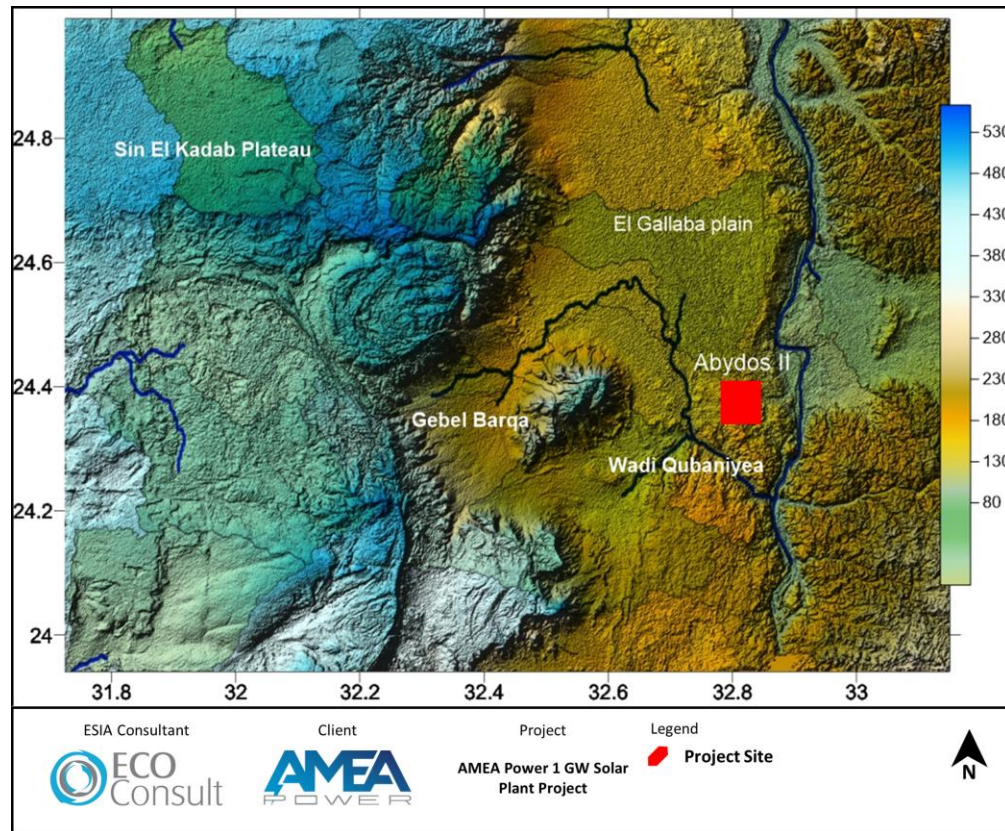 24.8
24.6
24.4
24.2
24
Sin El Kadab Plateau
El Gallaba plain
Abydos II
Gebel Barqa
Wadi Qubaniyea
530
480
430
380
330
280
230
180
130
80
31.8
32
32.2
32.4
32.6
32.8
33
ESIA Consultant
ECO
Consult
Client
AMEA
POWER
Project
AMEA Power 1 GW Solar
Plant Project
Legend
Project Site
N